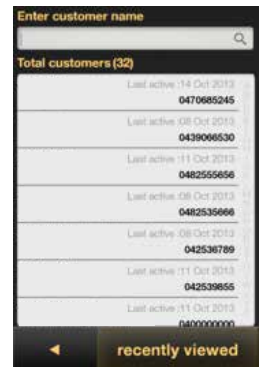 Enter customer name
Total customers (32)
Last active :14 Oct 2013
0470685245
Last active :08 Oct 2013
0439066530
Last active :11 Oct 2013
0482555656
Last active :08 Oct 2013
0482535666
Last active :08 Oct 2013
042536789
Last active :11 Oct 2013
042539855
Last active :11 Oct 2013
0400000000
recently viewed